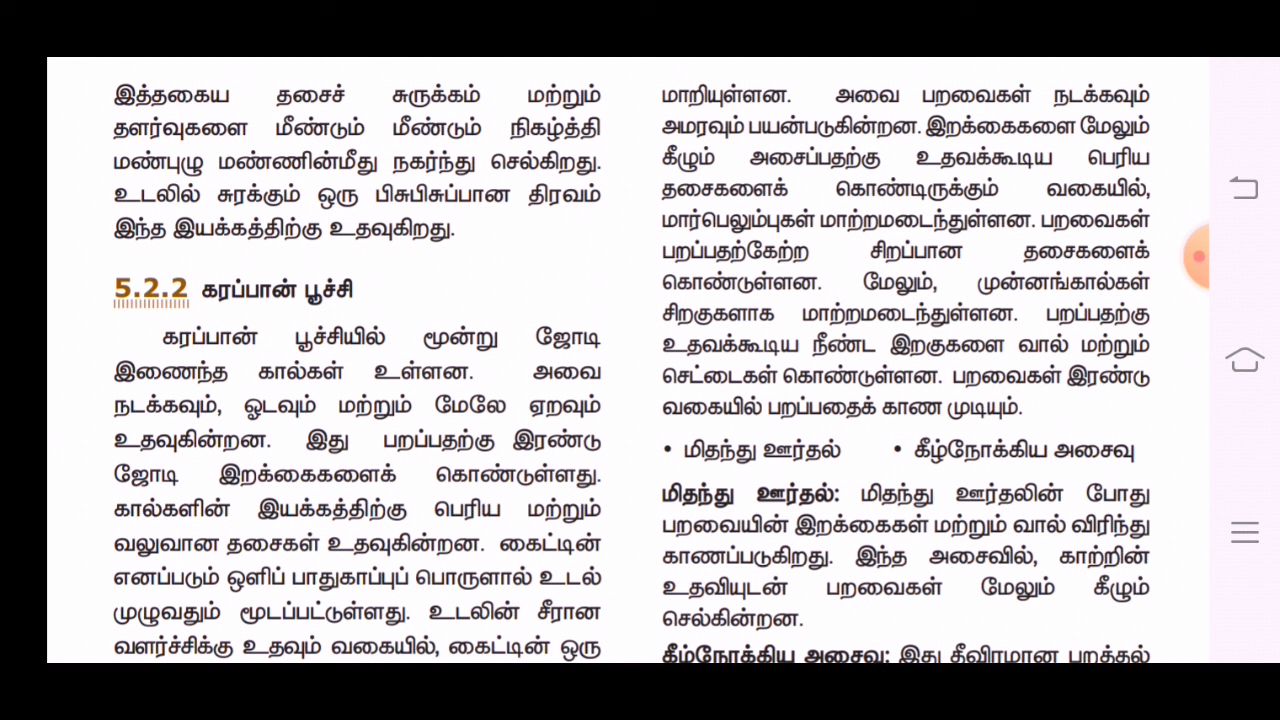 இத்தகைய தசைச் சுருக்கம் மற்றும்
தளர்வுகளை மீண்டும் மீண்டும் நிகழ்த்தி
மண்புழு மண்ணின்மீது நகர்ந்து செல்கிறது.
உடலில் சுரக்கும் ஒரு பிசுபிசுப்பான திரவம்
இந்த இயக்கத்திற்கு உதவுகிறது.
5.2.2 கரப்பான் பூச்சி
கரப்பான் பூச்சியில் மூன்று ஜோடி
இணைந்த கால்கள் உள்ளன. அவை
நடக்கவும், ஓடவும் மற்றும் மேலே ஏறவும்
உதவுகின்றன. இது பறப்பதற்கு இரண்டு
ஜோடி இறக்கைகளைக் கொண்டுள்ளது.
கால்களின் இயக்கத்திற்கு பெரிய மற்றும்
வலுவான தசைகள் உதவுகின்றன. கைட்டின்
எனப்படும் ஒளிப் பாதுகாப்புப் பொருளால் உடல்
முழுவதும் மூடப்பட்டுள்ளது. உடலின் சீரான
வளர்ச்சிக்கு உதவும் வகையில், கைட்டின் ஒரு
மாறியுள்ளன. அவை பறவைகள் நடக்கவும்
அமரவும் பயன்படுகின்றன. இறக்கைகளை மேலும்
கீழும் அசைப்பதற்கு உதவக்கூடிய பெரிய
தசைகளைக் கொண்டிருக்கும் வகையில்,
மார்பெலும்புகள் மாற்றமடைந்துள்ளன. பறவைகள்
பறப்பதற்கேற்ற சிறப்பான தசைகளைக்
கொண்டுள்ளன. மேலும், முன்னங்கால்கள்
சிறகுகளாக மாற்றமடைந்துள்ளன. பறப்பதற்கு
உதவக்கூடிய நீண்ட இறகுகளை வால் மற்றும்
செட்டைகள் கொண்டுள்ளன. பறவைகள் இரண்டு
வகையில் பறப்பதைக் காண முடியும்.
• மிதந்து ஊர்தல் • கீழ்நோக்கிய அசைவு
மிதந்து ஊர்தல்: மிதந்து ஊர்தலின் போது
பறவையின் இறக்கைகள் மற்றும் வால் விரிந்து
காணப்படுகிறது. இந்த அசைவில், காற்றின்
உதவியுடன் பறவைகள் மேலும் கீழும்
செல்கின்றன.
கீழ்நோக்கிய அசைவு: இது தீவிரமான பறத்தல்